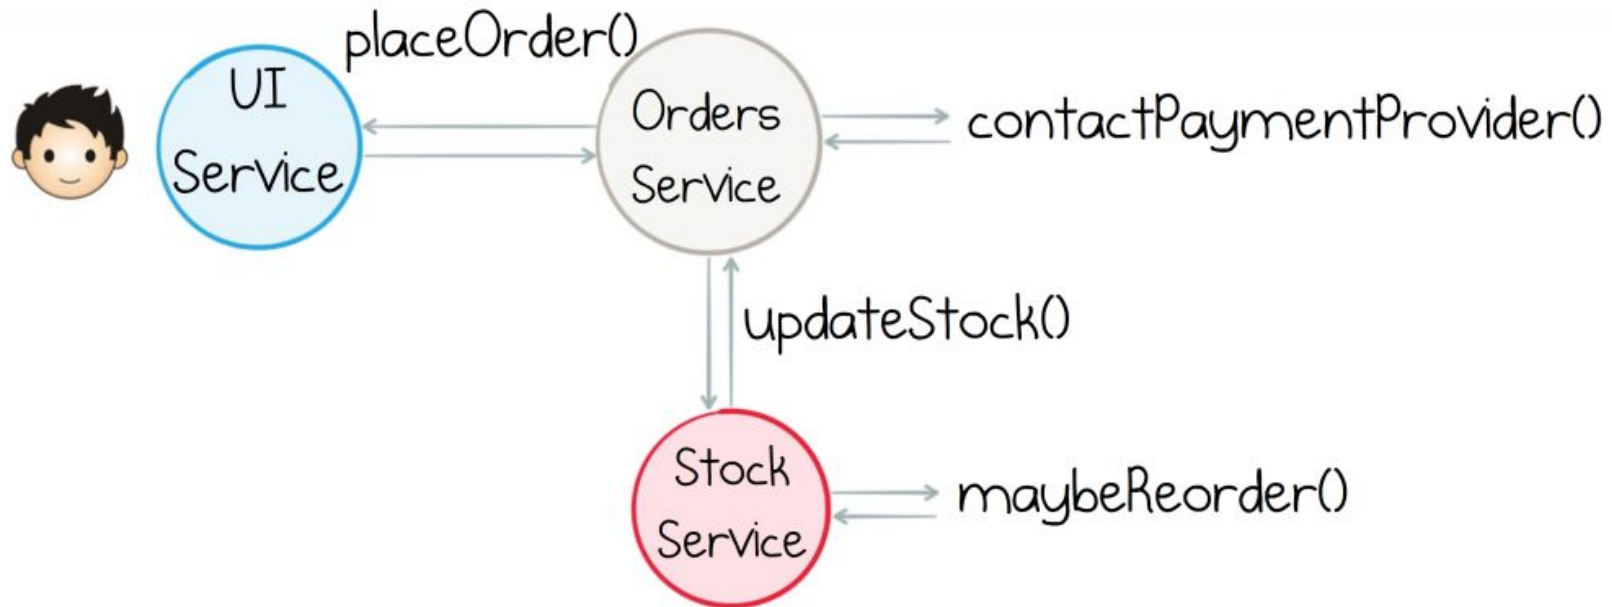 placeOrder()
UI
Service
Orders
Service
contactPaymentProvider()
updateStock()
Stock
Service
maybeReorder()